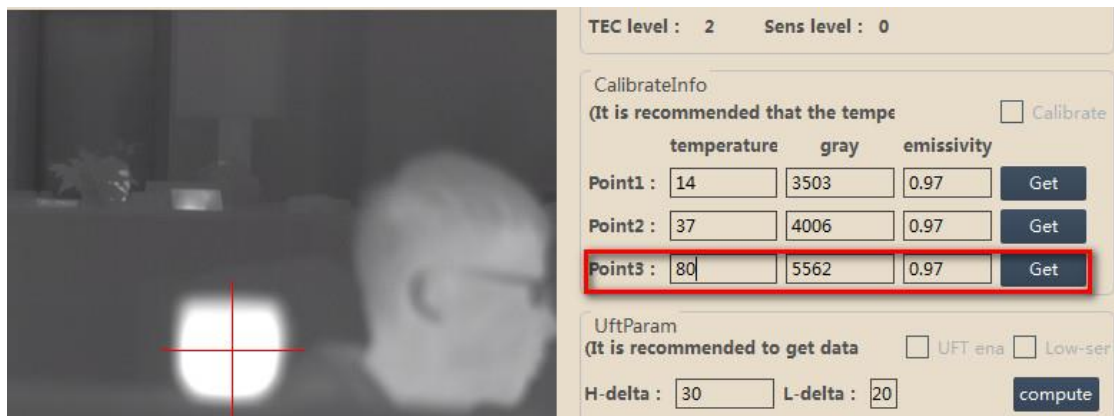 TEC level : 2 Sens level : 0
CalibrateInfo
(It is recommended that the tempe Calibrate
temperature gray emissivity
Point1 : 14 3503 0.97 Get
Point2 : 37 4006 0.97 Get
Point3 : 80 5562 0.97 Get
UftParam
(It is recommended to get data UFT ena Low-ser
H-delta : 30 L-delta : 20 compute